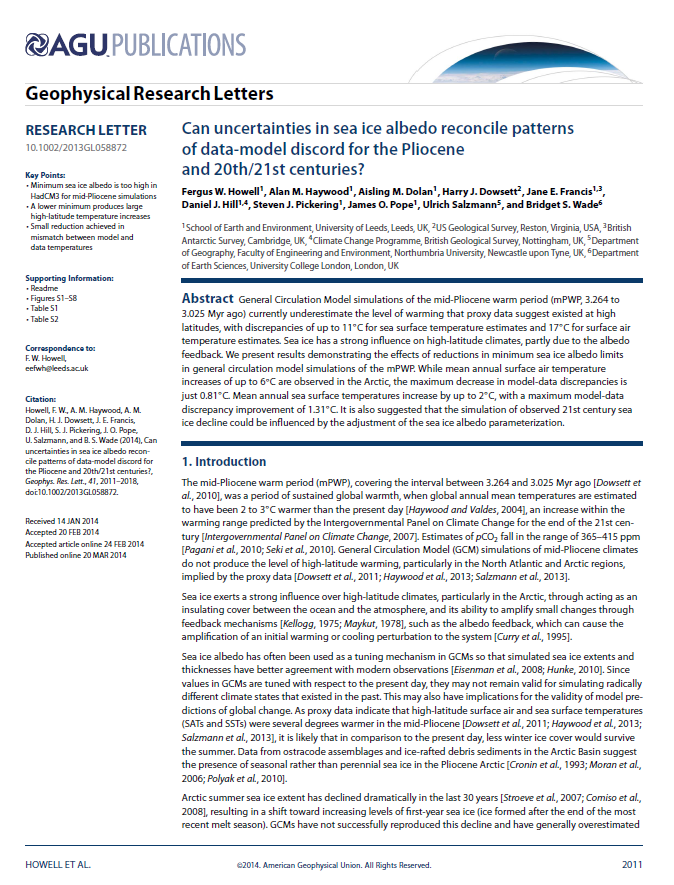 AGU PUBLICATIONS
Geophysical Research Letters
RESEARCH LETTER
10.1002/2013GL058872
Key Points:
• Minimum sea ice albedo is too high in
HadCM3 for mid-Pliocene simulations
• A lower minimum produces large
high-latitude temperature increases
• Small reduction achieved in
mismatch between model and
data temperatures
Supporting Information:
• Readme
• Figures S1–S8
• Table S1
• Table S2
Correspondence to:
F. W. Howell,
eefwh@leeds.ac.uk
Citation:
Howell, F. W., A. M. Haywood, A. M.
Dolan, H. J. Dowsett, J. E. Francis,
D. J. Hill, S. J. Pickering, J. O. Pope,
U. Salzmann, and B. S. Wade (2014), Can
uncertainties in sea ice albedo recon-
cile patterns of data-model discord for
the Pliocene and 20th/21st centuries?,
Geophys. Res. Lett., 41, 2011–2018,
doi:10.1002/2013GL058872.
Received 14 JAN 2014
Accepted 20 FEB 2014
Accepted article online 24 FEB 2014
Published online 20 MAR 2014
Can uncertainties in sea ice albedo reconcile patterns
of data-model discord for the Pliocene
and 20th/21st centuries?
Fergus W. Howell1, Alan M. Haywood1, Aisling M. Dolan1, Harry J. Dowsett2, Jane E. Francis1,3,
Daniel J. Hill1,4, Steven J. Pickering1, James O. Pope1, Ulrich Salzmann5, and Bridget S. Wade6
1School of Earth and Environment, University of Leeds, Leeds, UK, 2US Geological Survey, Reston, Virginia, USA, 3British
Antarctic Survey, Cambridge, UK, 4Climate Change Programme, British Geological Survey, Nottingham, UK, 5Department
of Geography, Faculty of Engineering and Environment, Northumbria University, Newcastle upon Tyne, UK, 6Department
of Earth Sciences, University College London, London, UK
Abstract General Circulation Model simulations of the mid-Pliocene warm period (mPWP, 3.264 to
3.025 Myr ago) currently underestimate the level of warming that proxy data suggest existed at high
latitudes, with discrepancies of up to 11°C for sea surface temperature estimates and 17°C for surface air
temperature estimates. Sea ice has a strong influence on high-latitude climates, partly due to the albedo
feedback. We present results demonstrating the effects of reductions in minimum sea ice albedo limits
in general circulation model simulations of the mPWP. While mean annual surface air temperature
increases of up to 6°C are observed in the Arctic, the maximum decrease in model-data discrepancies is
just 0.81°C. Mean annual sea surface temperatures increase by up to 2°C, with a maximum model-data
discrepancy improvement of 1.31°C. It is also suggested that the simulation of observed 21st century sea
ice decline could be influenced by the adjustment of the sea ice albedo parameterization.
1. Introduction
The mid-Pliocene warm period (mPWP), covering the interval between 3.264 and 3.025 Myr ago [Dowsett et
al., 2010], was a period of sustained global warmth, when global annual mean temperatures are estimated
to have been 2 to 3°C warmer than the present day [Haywood and Valdes, 2004], an increase within the
warming range predicted by the Intergovernmental Panel on Climate Change for the end of the 21st cen-
tury [Intergovernmental Panel on Climate Change, 2007]. Estimates of pCO2 fall in the range of 365–415 ppm
[Pagani et al., 2010; Seki et al., 2010]. General Circulation Model (GCM) simulations of mid-Pliocene climates
do not produce the level of high-latitude warming, particularly in the North Atlantic and Arctic regions,
implied by the proxy data [Dowsett et al., 2011; Haywood et al., 2013; Salzmann et al., 2013].
Sea ice exerts a strong influence over high-latitude climates, particularly in the Arctic, through acting as an
insulating cover between the ocean and the atmosphere, and its ability to amplify small changes through
feedback mechanisms [Kellogg, 1975; Maykut, 1978], such as the albedo feedback, which can cause the
amplification of an initial warming or cooling perturbation to the system [Curry et al., 1995].
Sea ice albedo has often been used as a tuning mechanism in GCMs so that simulated sea ice extents and
thicknesses have better agreement with modern observations [Eisenman et al., 2008; Hunke, 2010]. Since
values in GCMs are tuned with respect to the present day, they may not remain valid for simulating radically
different climate states that existed in the past. This may also have implications for the validity of model pre-
dictions of global change. As proxy data indicate that high-latitude surface air and sea surface temperatures
(SATs and SSTs) were several degrees warmer in the mid-Pliocene [Dowsett et al., 2011; Haywood et al., 2013;
Salzmann et al., 2013], it is likely that in comparison to the present day, less winter ice cover would survive
the summer. Data from ostracode assemblages and ice-rafted debris sediments in the Arctic Basin suggest
the presence of seasonal rather than perennial sea ice in the Pliocene Arctic [Cronin et al., 1993; Moran et al.,
2006; Polyak et al., 2010].
Arctic summer sea ice extent has declined dramatically in the last 30 years [Stroeve et al., 2007; Comiso et al.,
2008], resulting in a shift toward increasing levels of first-year sea ice (ice formed after the end of the most
recent melt season). GCMs have not successfully reproduced this decline and have generally overestimated
HOWELL ET AL.
©2014. American Geophysical Union. All Rights Reserved.
2011